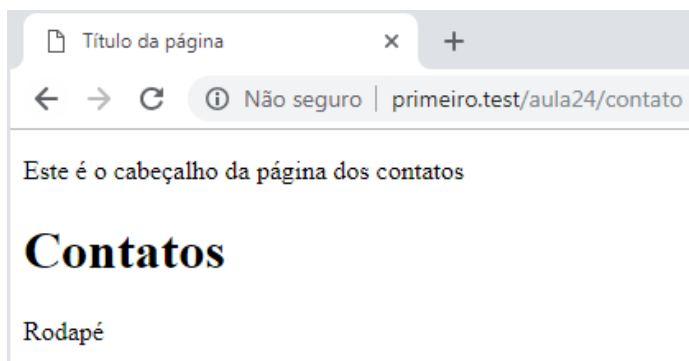 Título da página
Não seguro | primeiro.test/aula24/contato
Este é o cabeçalho da página dos contatos
Contatos
Rodapé